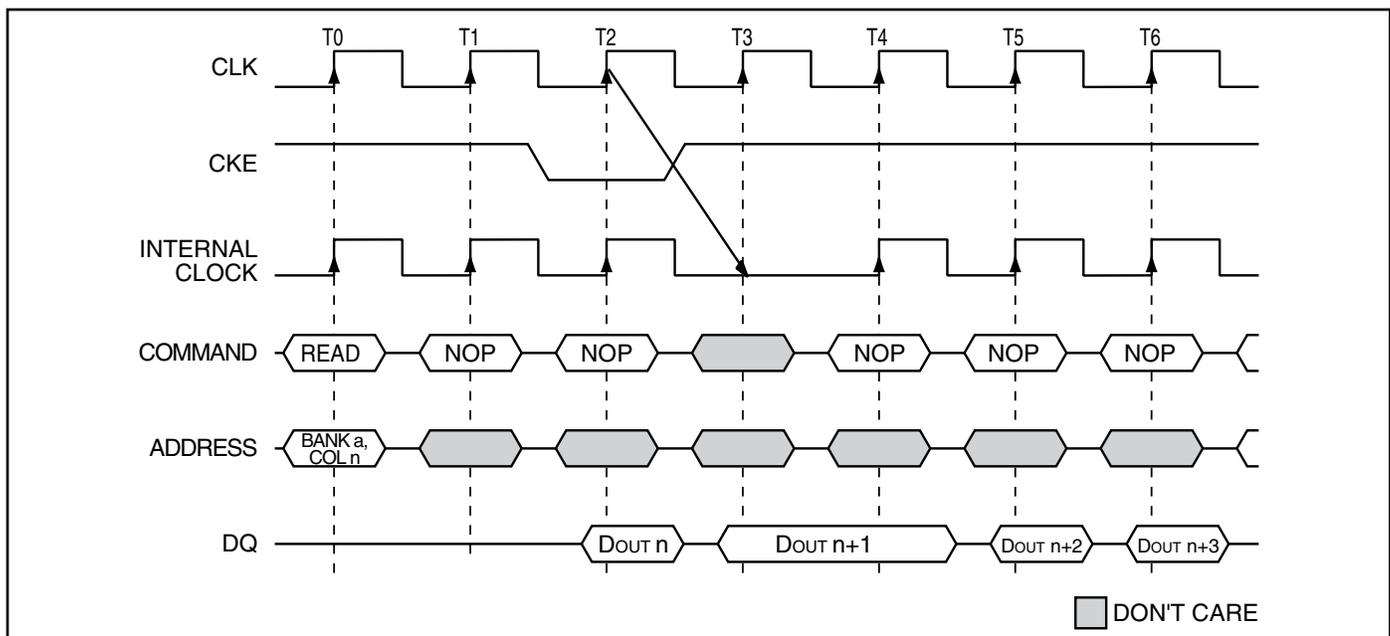 T0 T1 T2 T3 T4 T5 T6
CLK
CKE
INTERNAL
CLOCK
COMMAND READ NOP NOP NOP NOP NOP
ADDRESS BANK a,
COL n
DQ DOUT n DOUT n+1 DOUT n+2 DOUT n+3
DON'T CARE